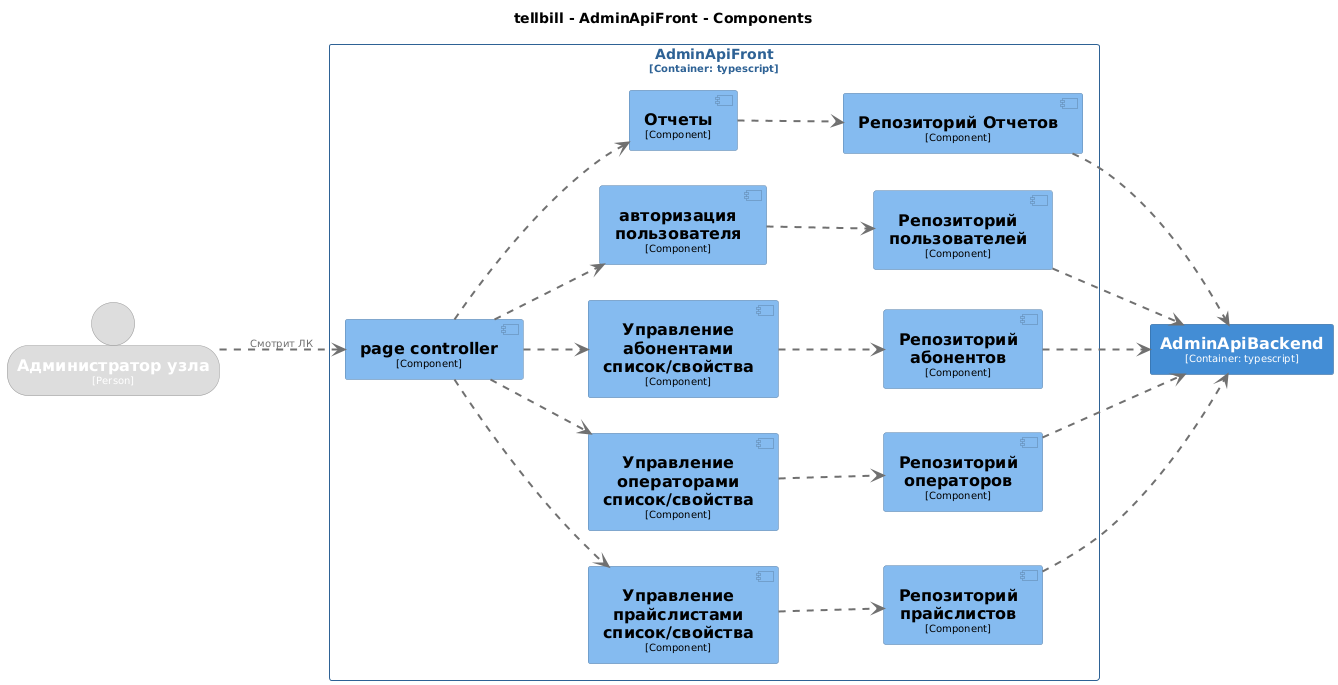 tellbill - AdminApiFront - Components
AdminApiFront
[Container: typescript]
Отчеты
[Component]
Репозиторий Отчетов
[Component]
авторизация
пользователя
[Component]
Репозиторий
пользователей
[Component]
Администратор узла
[Person]
Смотрит ЛК
page controller
[Component]
Управление
абонентами
список/свойства
[Component]
Репозиторий
абонентов
[Component]
AdminApiBackend
[Container: typescript]
Управление
операторами
список/свойства
[Component]
Репозиторий
операторов
[Component]
Управление
прайслистами
список/свойства
[Component]
Репозиторий
прайслистов
[Component]